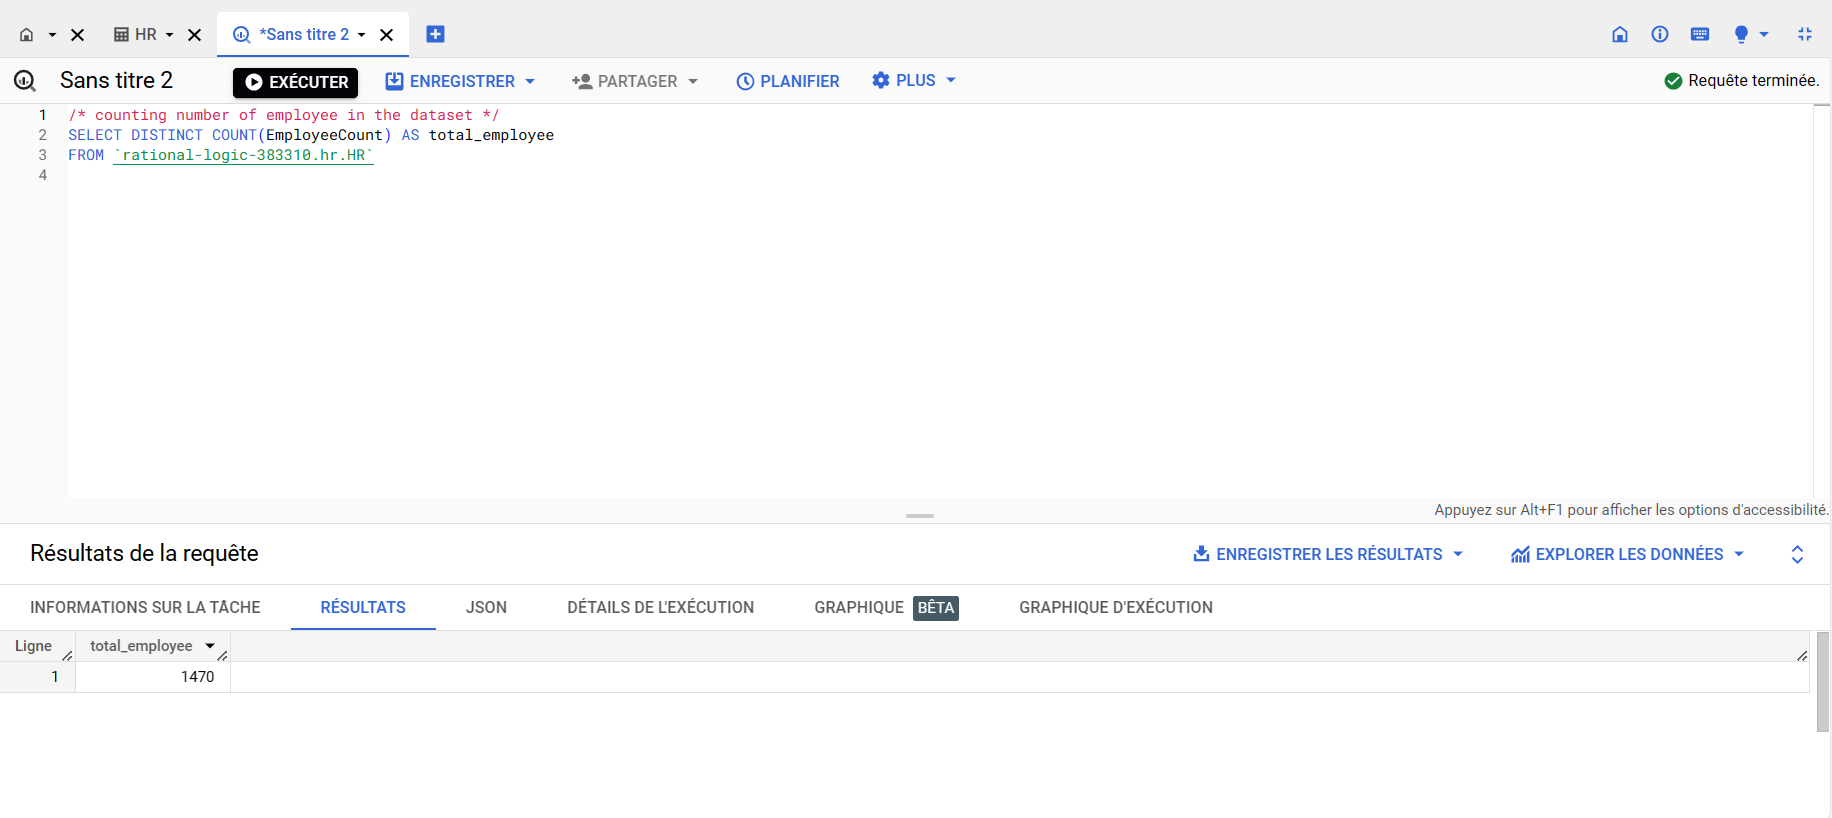 HR
*Sans titre 2
Sans titre 2
EXÉCUTER
ENREGISTRER
PARTAGER
PLANIFIER
PLUS
Requête terminée.
1 /* counting number of employee in the dataset */
2 SELECT DISTINCT COUNT(EmployeeCount) AS total_employee
3 FROM `rational-logic-383310.hr.HR`
4
Appuyez sur Alt+F1 pour afficher les options d'accessibilité.
Résultats de la requête
ENREGISTRER LES RÉSULTATS
EXPLORER LES DONNÉES
INFORMATIONS SUR LA TÂCHE
RÉSULTATS
JSON
DÉTAILS DE L'EXÉCUTION
GRAPHIQUE BÊTA
GRAPHIQUE D'EXÉCUTION
Ligne total_employee
1 1470